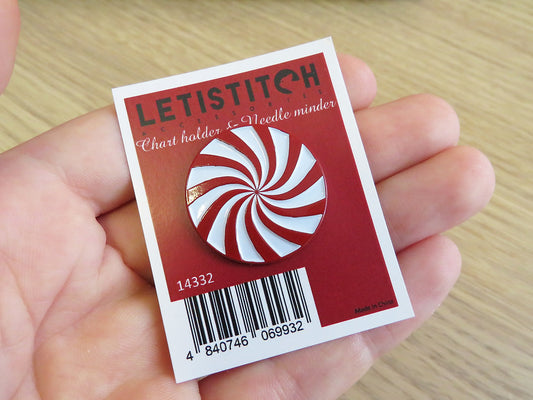 LETISTITCH
ACCESSORIES
Chart holder & Needle minder
14332
4 840746 069932
Made in China